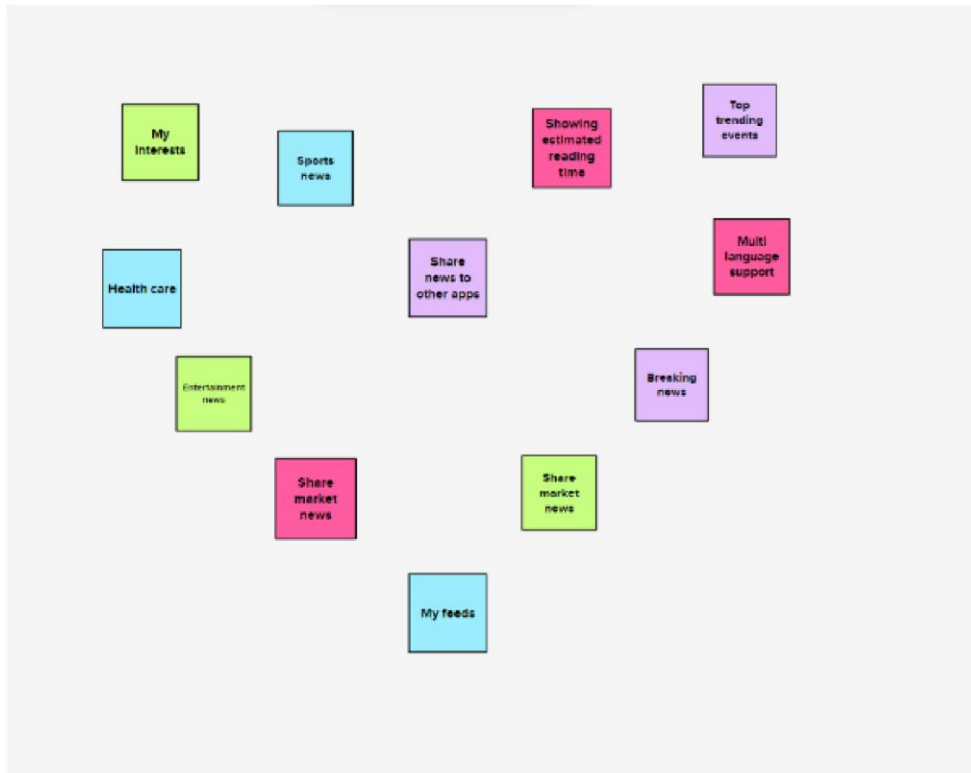 Top
trending
events
My
Interests
Showing
estimated
reading
time
Sports
news
Multi
language
support
Share
news to
other apps
Health care
Breaking
news
Entertainment
news
Share
market
news
Share
market
news
My feeds